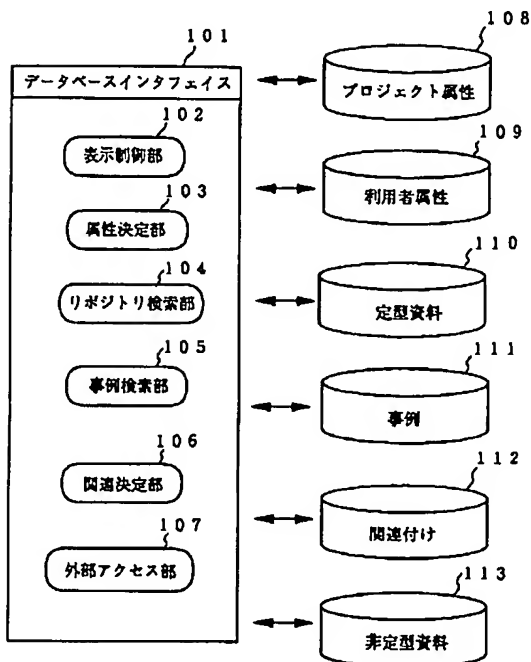 101
データベースインタフェイス
102
表示制御部
103
属性決定部
104
リポジトリ検索部
105
事例検索部
106
関連決定部
107
外部アクセス部
108
プロジェクト属性
109
利用者属性
110
定型資料
111
事例
112
関連付け
113
非定型資料